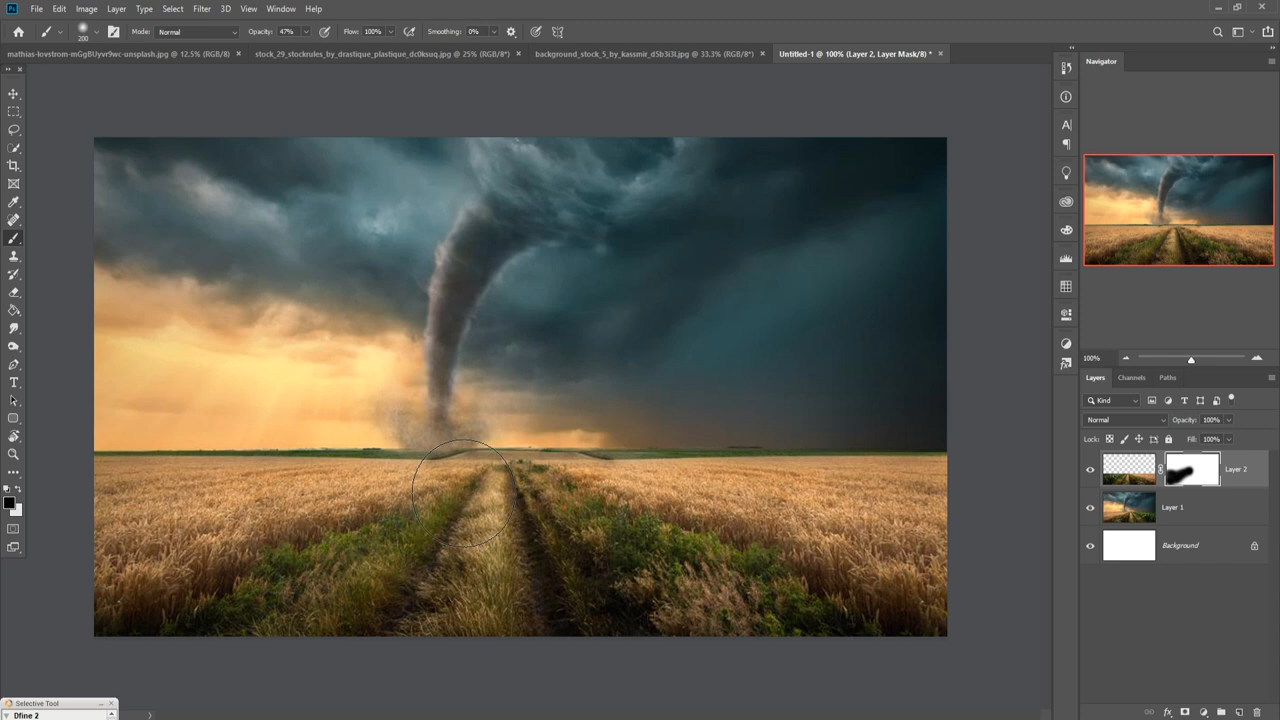 Ps File Edit Image Layer Type Select Filter 3D View Window Help
200 Mode: Normal Opacity: 47% Flow: 100% Smoothing: 0%
mathias-lovstrom-mGgBUyvr9wc-unsplash.jpg @ 12.5% (RGB/8) × stock_29_stockrules_by_drastique_plastique_dc0ksuq.jpg @ 25% (RGB/8*) × background_stock_5_by_kassmir_d5b3i3l.jpg @ 33.3% (RGB/8*) × Untitled-1 @ 100% (Layer 2, Layer Mask/8) * ×
Navigator
100%
Layers Channels Paths
Kind
Normal Opacity: 100%
Lock: Fill: 100%
Layer 2
Layer 1
Background
Selective Tool
Dfine 2